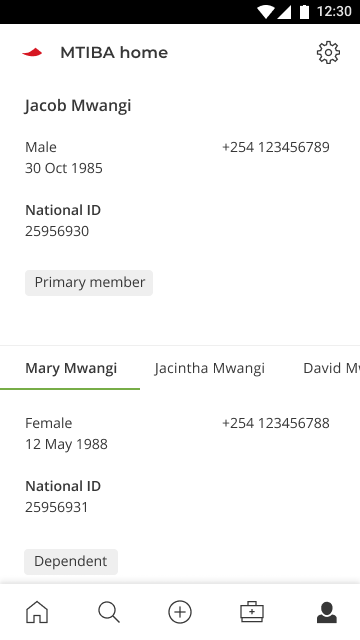 12:30
MTIBA home
Jacob Mwangi
Male +254 123456789
30 Oct 1985
National ID
25956930
Primary member
Mary Mwangi Jacintha Mwangi David
Female +254 123456788
12 May 1988
National ID
25956931
Dependent